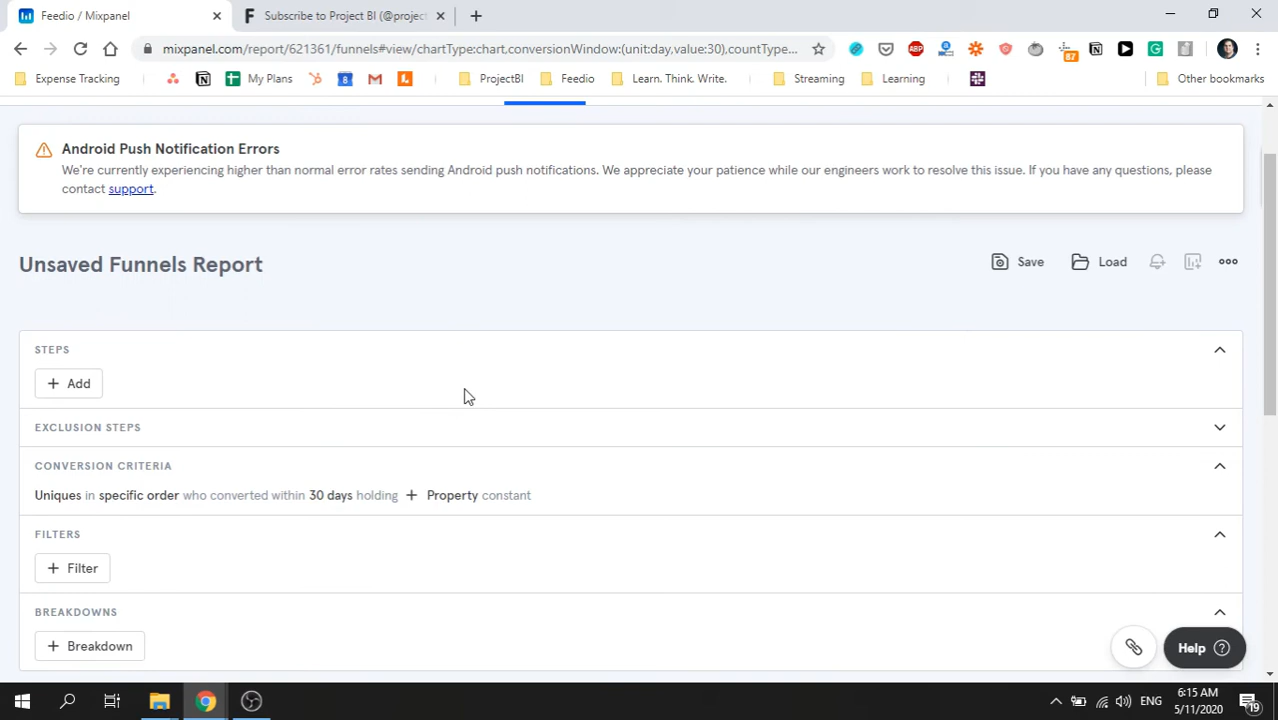 Feedio / Mixpanel
Subscribe to Project BI (@project
mixpanel.com/report/621361/funnels#view/chartType:chart,conversionWindow:(unit:day,value:30),countType...
87
Expense Tracking
8
My Plans
ProjectBI
Feedio
Learn. Think. Write.
Streaming
Learning
Other bookmarks
Android Push Notification Errors
We're currently experiencing higher than normal error rates sending Android push notifications. We appreciate your patience while our engineers work to resolve this issue. If you have any questions, please
contact support.
Unsaved Funnels Report
Save
Load
STEPS
+ Add
EXCLUSION STEPS
CONVERSION CRITERIA
Uniques in specific order who converted within 30 days holding + Property constant
FILTERS
+ Filter
BREAKDOWNS
+ Breakdown
Help ?
ENG
6:15 AM
5/11/2020
19